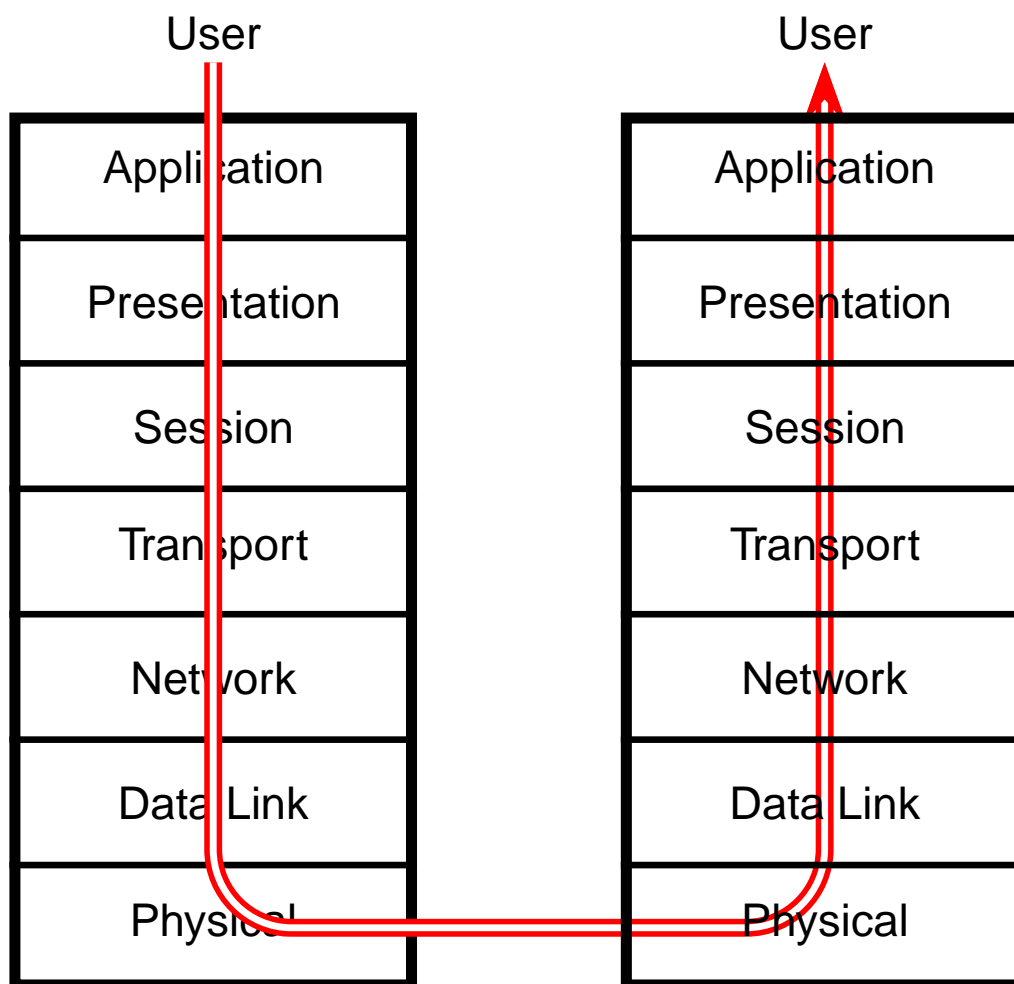 User
Application
Presentation
Session
Transport
Network
Data Link
Physical
User
Application
Presentation
Session
Transport
Network
Data Link
Physical